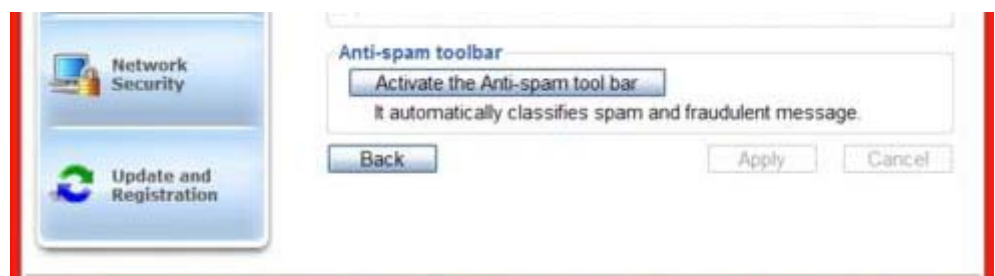 Network
Security
Update and
Registration
Anti-spam toolbar
Activate the Anti-spam tool bar
It automatically classifies spam and fraudulent message.
Back
Apply
Cancel